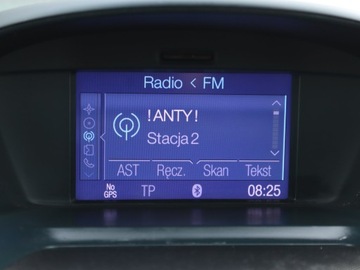 Radio < FM
!ANTY!
Stacja 2
AST Ręcz. Skan Tekst
No GPS TP 08:25